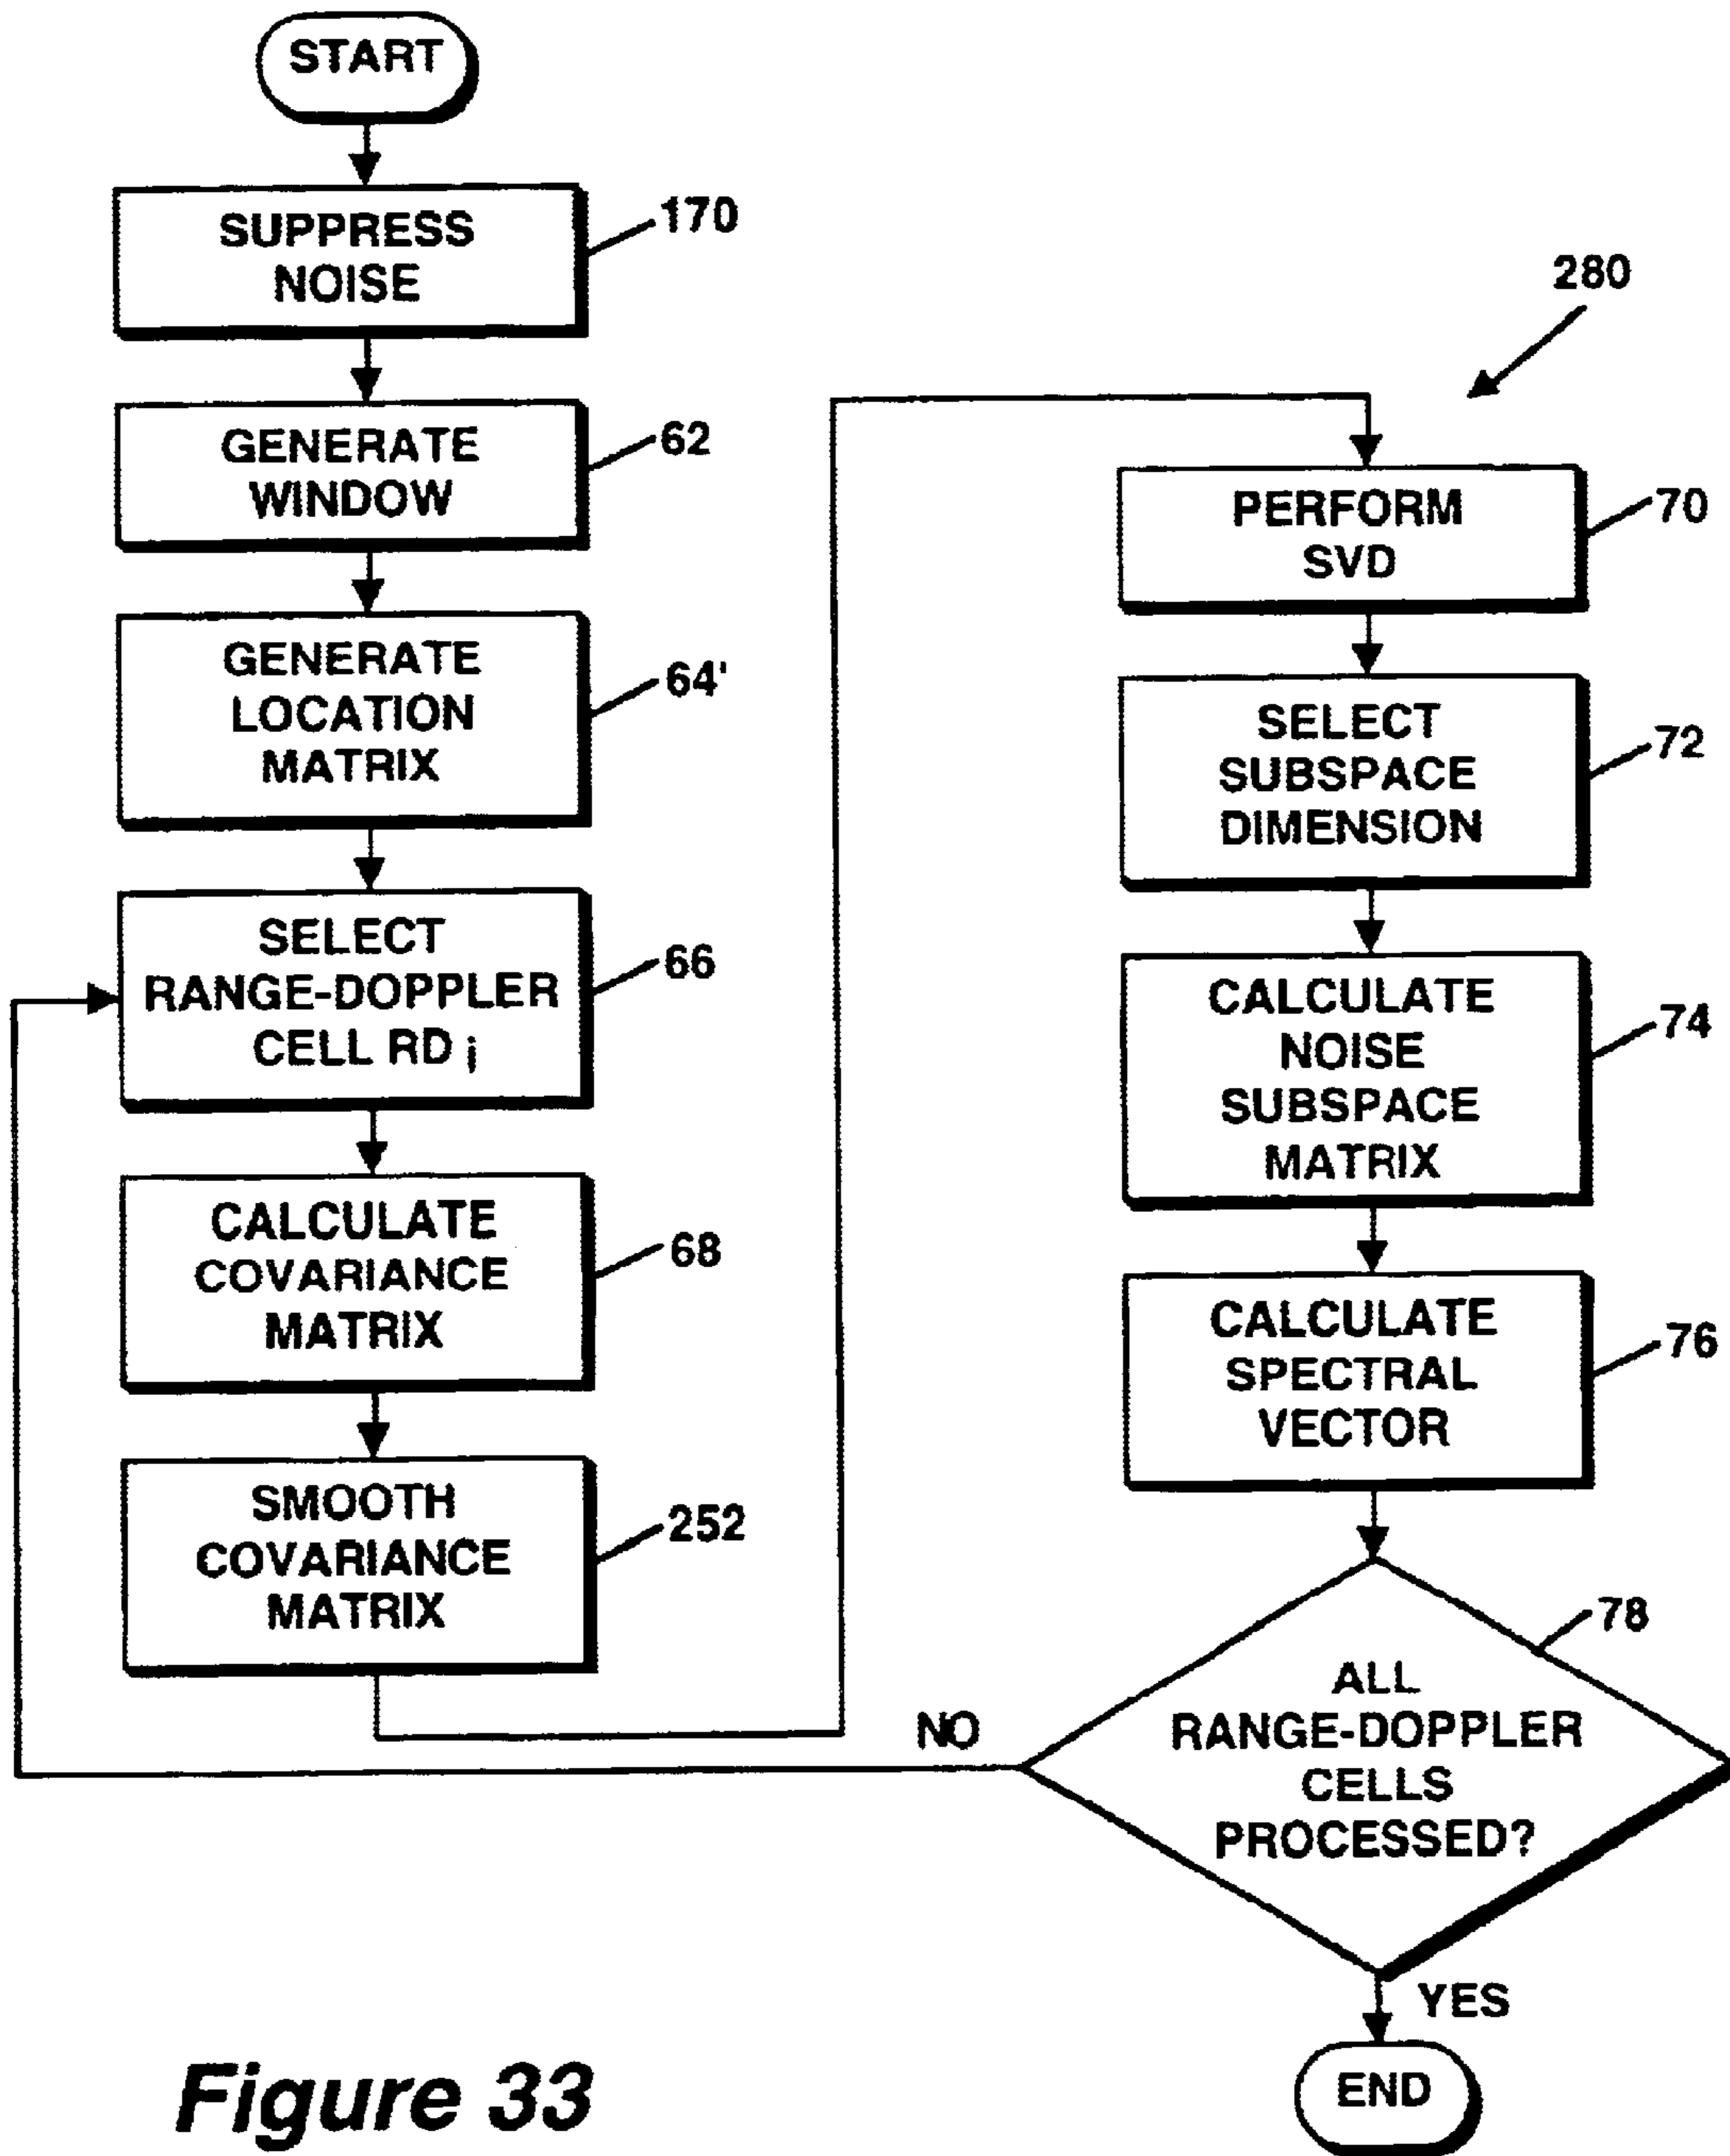 START
SUPPRESS
NOISE
170
GENERATE
WINDOW
62
GENERATE
LOCATION
MATRIX
64'
SELECT
RANGE-DOPPLER
CELL RD i
66
CALCULATE
COVARIANCE
MATRIX
68
SMOOTH
COVARIANCE
MATRIX
252
280
PERFORM
SVD
70
SELECT
SUBSPACE
DIMENSION
72
CALCULATE
NOISE
SUBSPACE
MATRIX
74
CALCULATE
SPECTRAL
VECTOR
76
ALL
RANGE-DOPPLER
CELLS
PROCESSED?
78
NO
YES
END
Figure 33